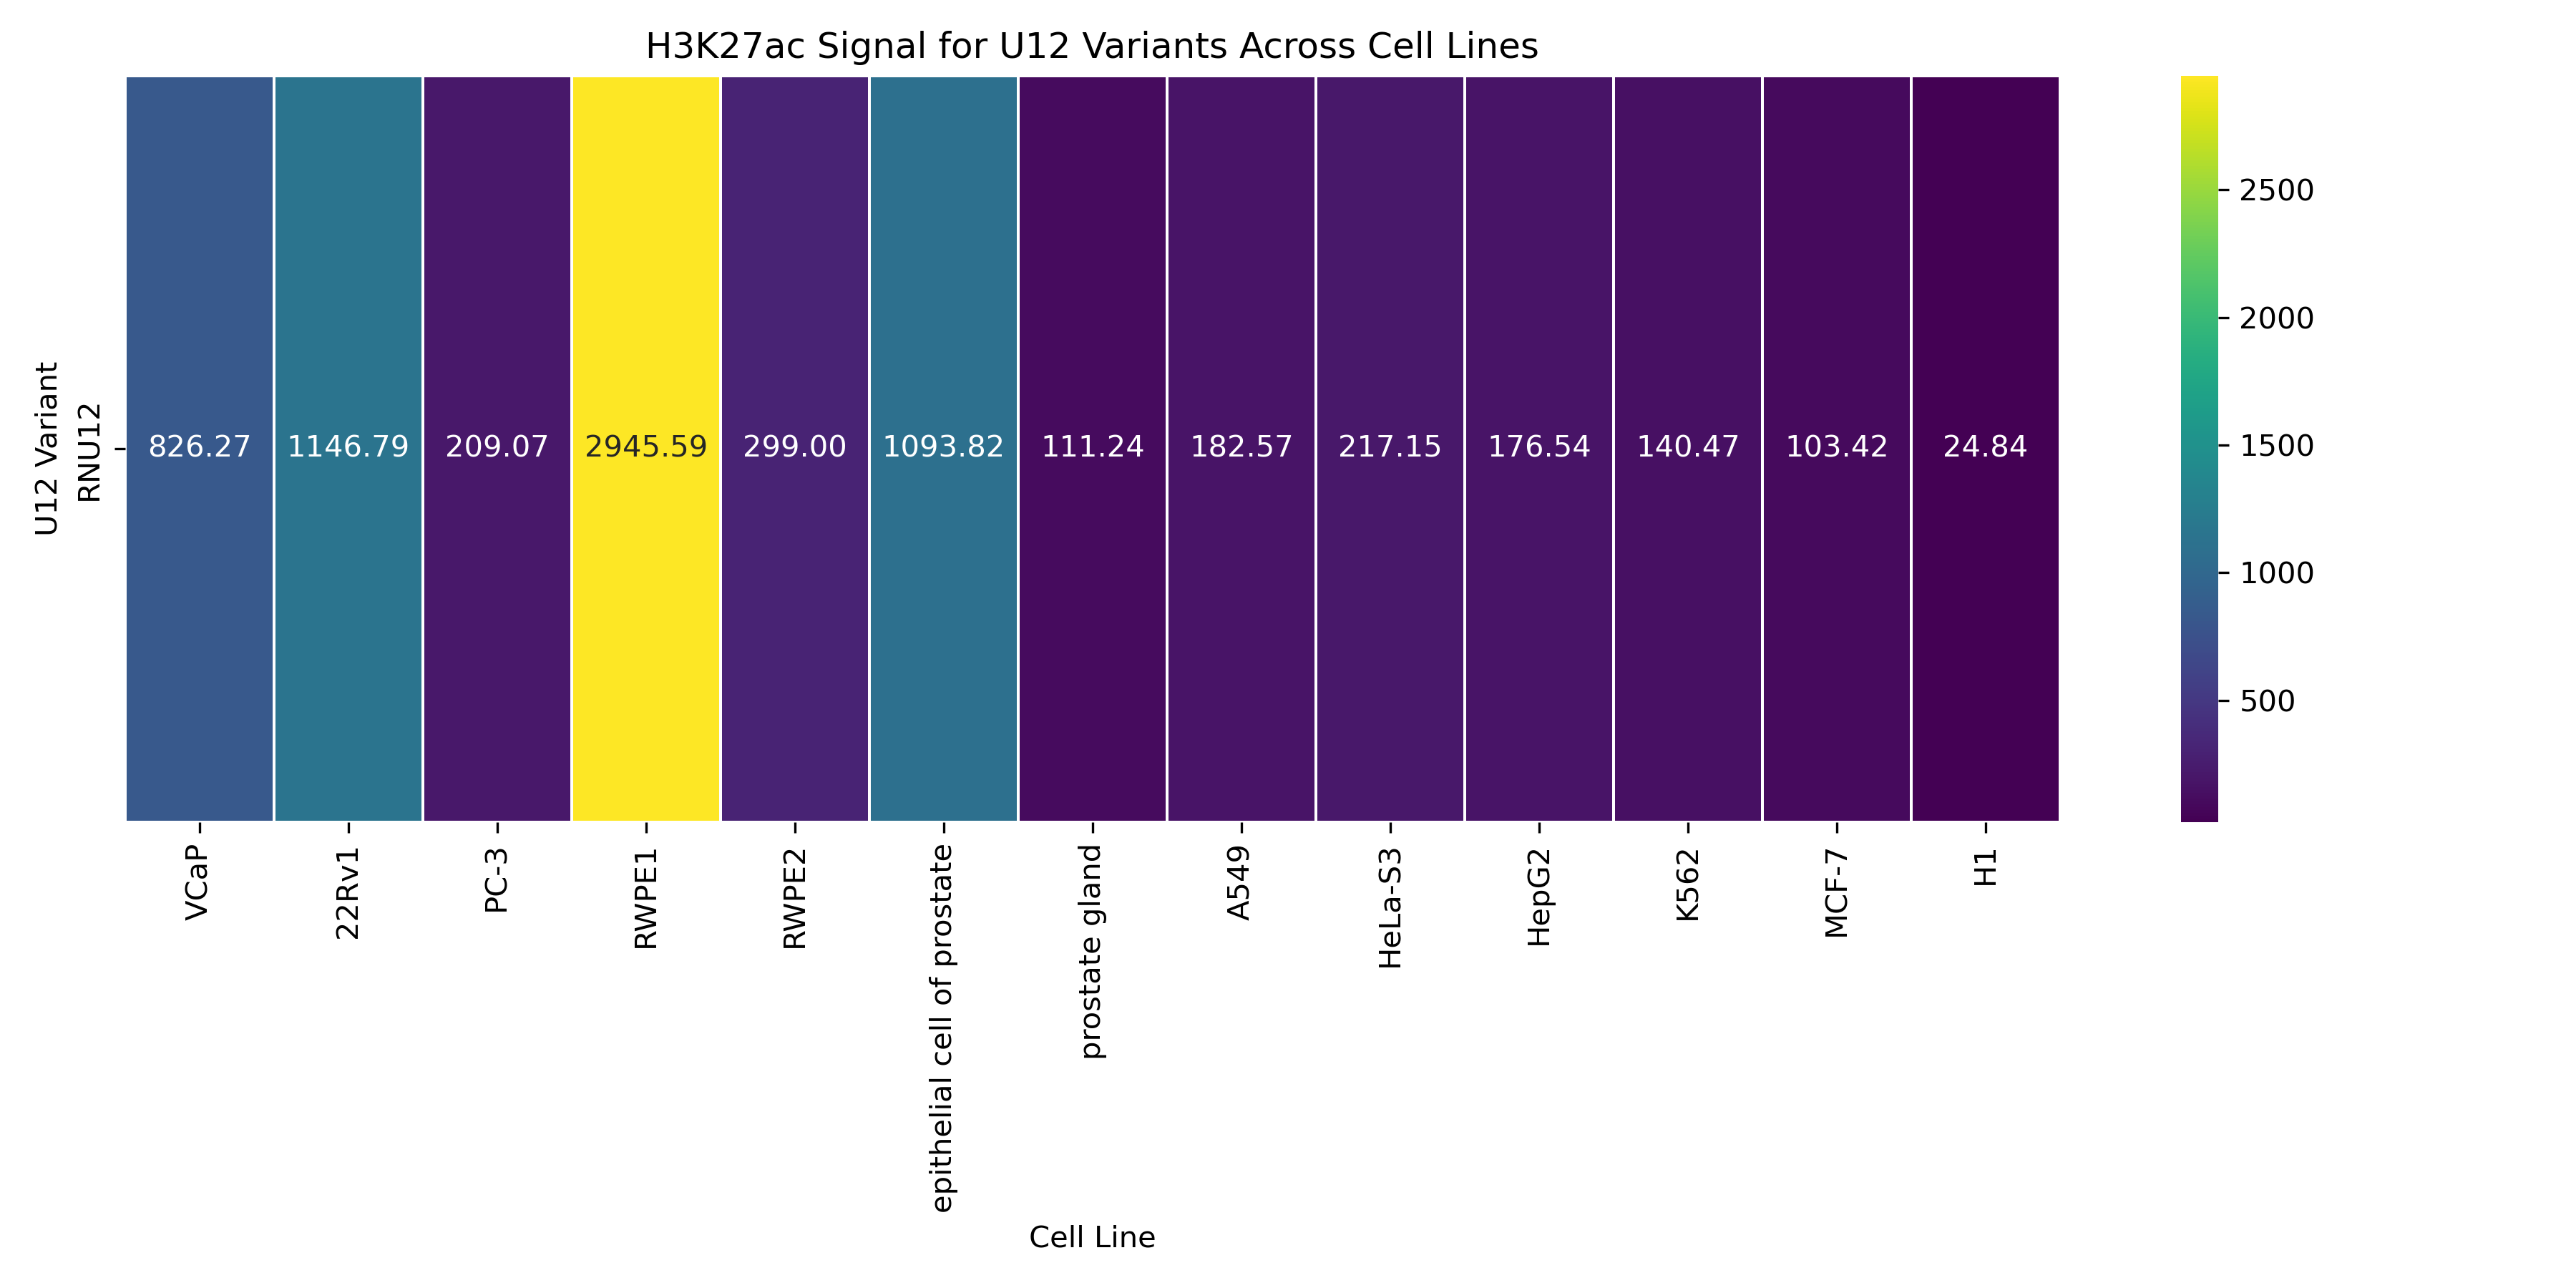 H3K27ac Signal for U12 Variants Across Cell Lines
U12 Variant
RNU12
826.27 1146.79 209.07 2945.59 299.00 1093.82 111.24 182.57 217.15 176.54 140.47 103.42 24.84
VCaP
22Rv1
PC-3
RWPE1
RWPE2
epithelial cell of prostate
prostate gland
A549
HeLa-S3
HepG2
K562
MCF-7
H1
Cell Line
2500
2000
1500
1000
500